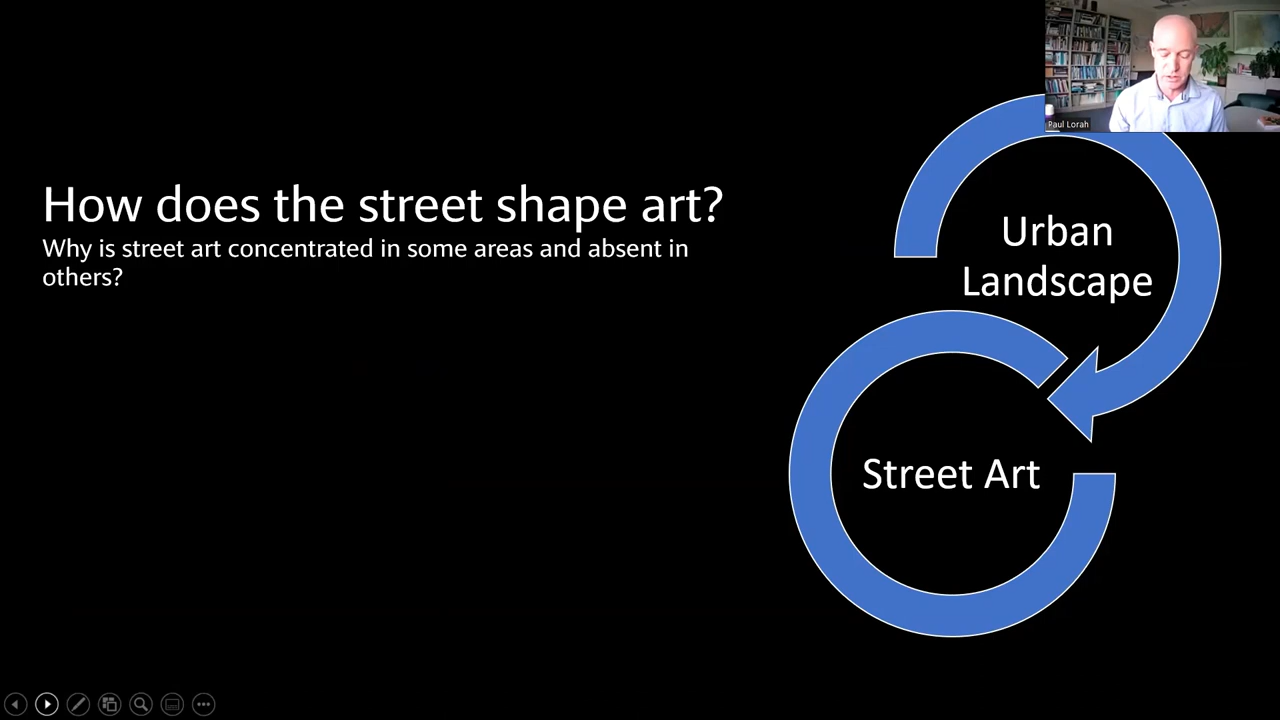 How does the street shape art?
Why is street art concentrated in some areas and absent in
others?
Paul Lorah
Urban
Landscape
Street Art